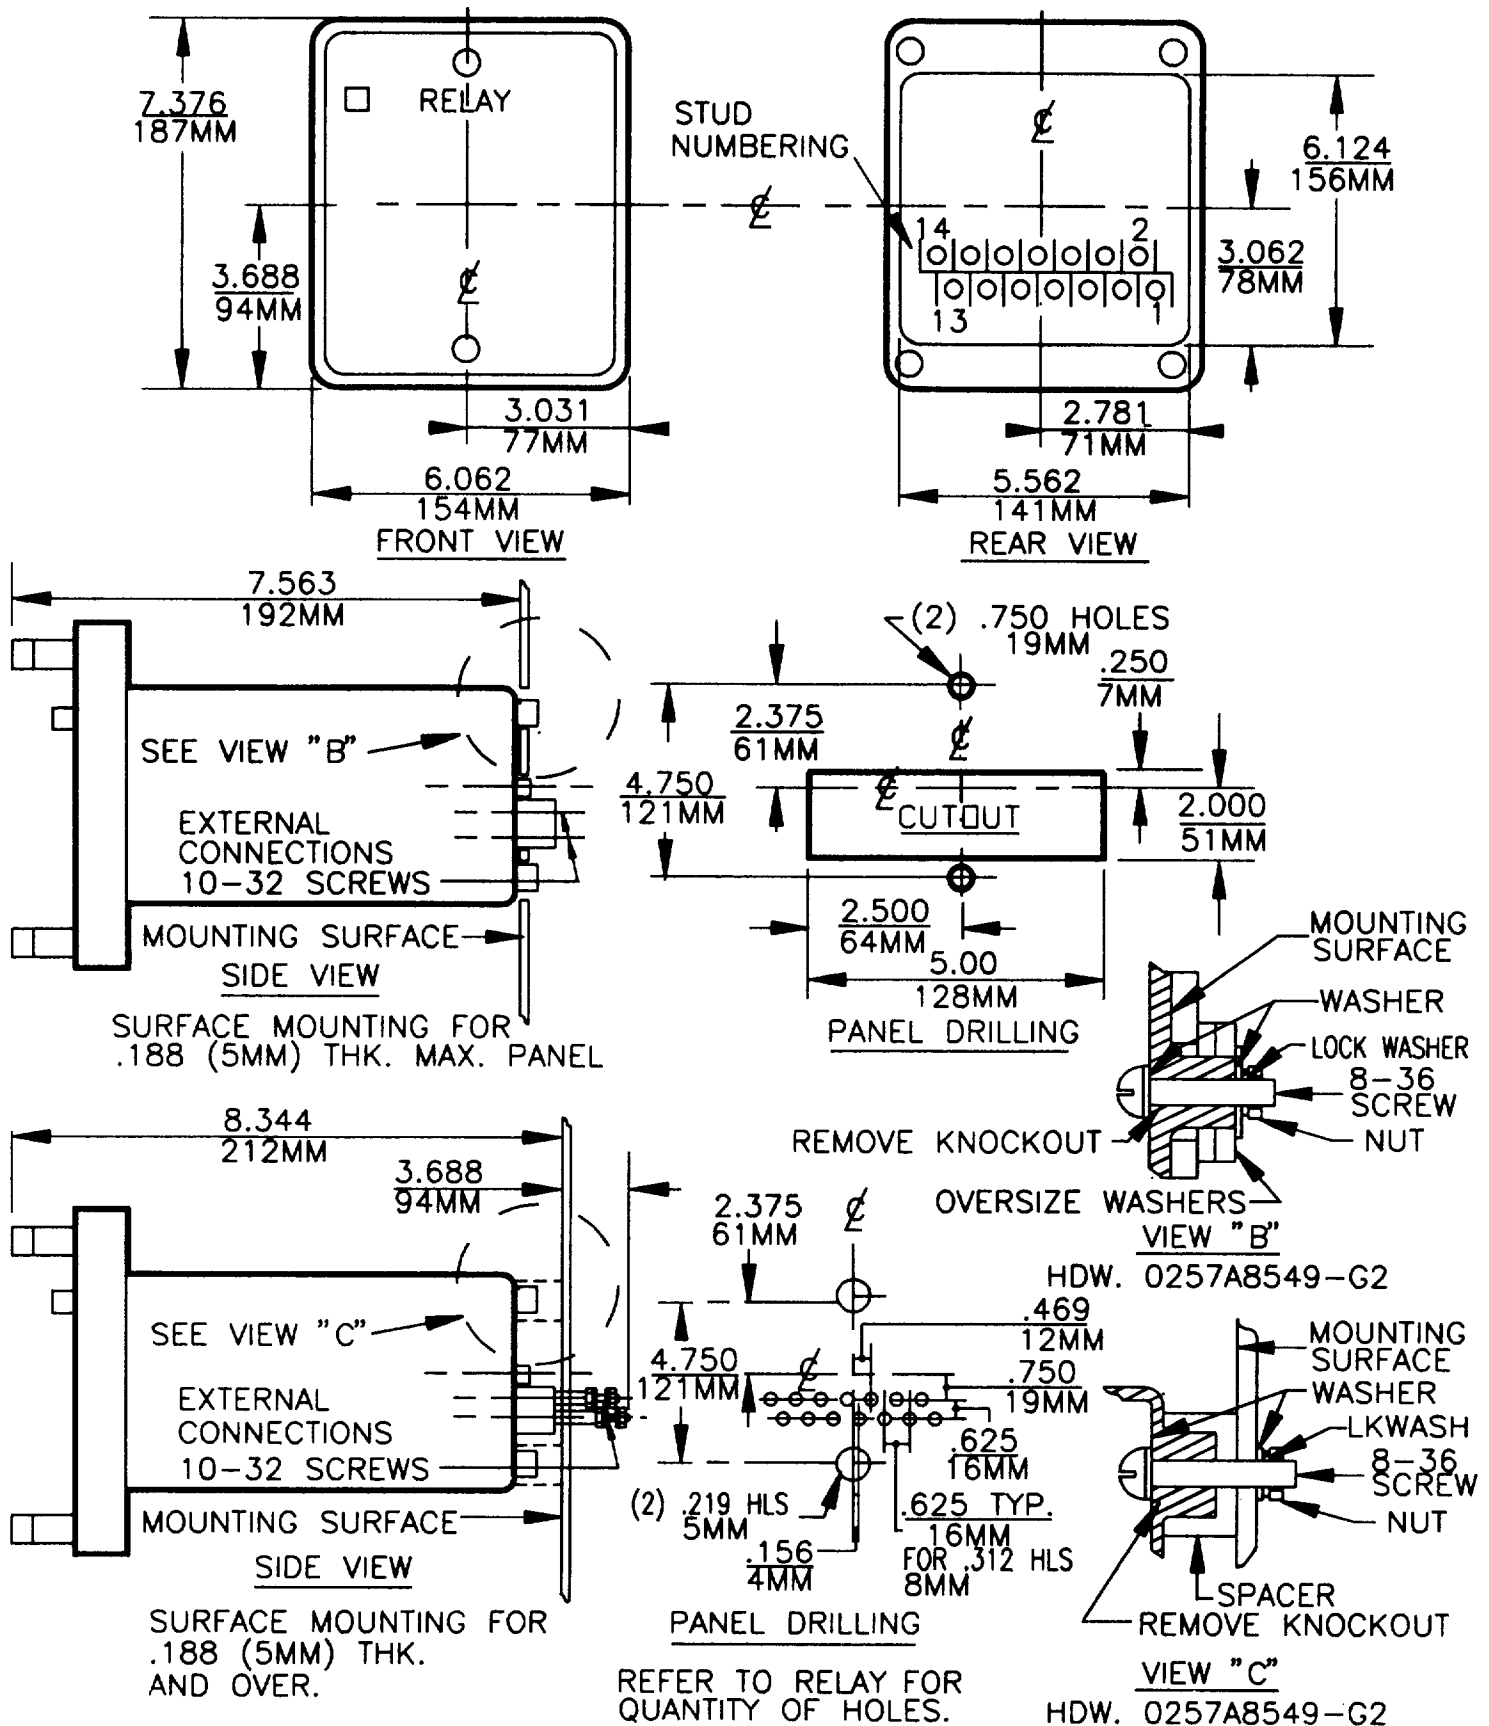 7.376
187MM
RELAY
3.688
94MM
3.031
77MM
6.062
154MM
FRONT VIEW
STUD
NUMBERING
14
2
13
1
6.124
156MM
3.062
78MM
2.781
71MM
5.562
141MM
REAR VIEW
7.563
192MM
SEE VIEW "B"
EXTERNAL
CONNECTIONS
10-32 SCREWS
MOUNTING SURFACE
SIDE VIEW
SURFACE MOUNTING FOR
.188 (5MM) THK. MAX. PANEL
(2) .750 HOLES
19MM
.250
7MM
2.375
61MM
4.750
121MM
CUTOUT
2.000
51MM
2.500
64MM
5.00
128MM
PANEL DRILLING
MOUNTING
SURFACE
WASHER
LOCK WASHER
8-36
SCREW
NUT
REMOVE KNOCKOUT
OVERSIZE WASHERS
VIEW "B"
HDW. 0257A8549-G2
8.344
212MM
3.688
94MM
SEE VIEW "C"
EXTERNAL
CONNECTIONS
10-32 SCREWS
MOUNTING SURFACE
SIDE VIEW
SURFACE MOUNTING FOR
.188 (5MM) THK.
AND OVER.
2.375
61MM
.469
12MM
4.750
121MM
.750
19MM
.625
16MM
(2) .219 HLS
5MM
.625 TYP.
16MM
FOR .312 HLS
8MM
.156
4MM
PANEL DRILLING
REFER TO RELAY FOR
QUANTITY OF HOLES.
MOUNTING
SURFACE
WASHER
LKWASH
8-36
SCREW
NUT
SPACER
REMOVE KNOCKOUT
VIEW "C"
HDW. 0257A8549-G2